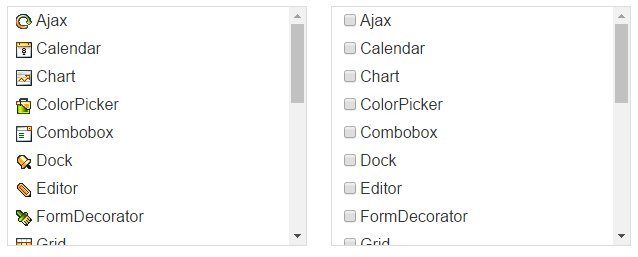 Ajax
Calendar
Chart
ColorPicker
Combobox
Dock
Editor
FormDecorator
Grid
Ajax
Calendar
Chart
ColorPicker
Combobox
Dock
Editor
FormDecorator
Grid